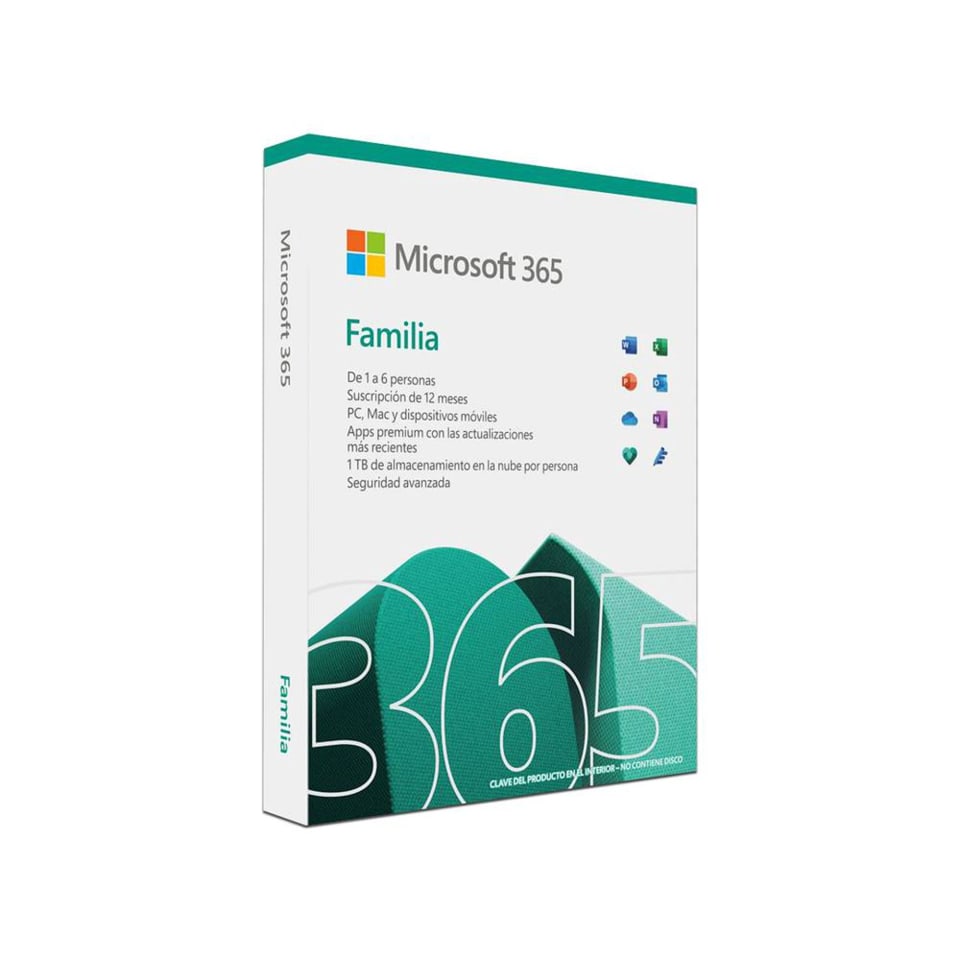 Microsoft 365
Familia
Microsoft 365
Familia
De 1 a 6 personas
Suscripción de 12 meses
PC, Mac y dispositivos móviles
Apps premium con las actualizaciones
más recientes
1 TB de almacenamiento en la nube por persona
Seguridad avanzada
W
X
P
O
N
365
CLAVE DEL PRODUCTO EN EL INTERIOR – NO CONTIENE DISCO